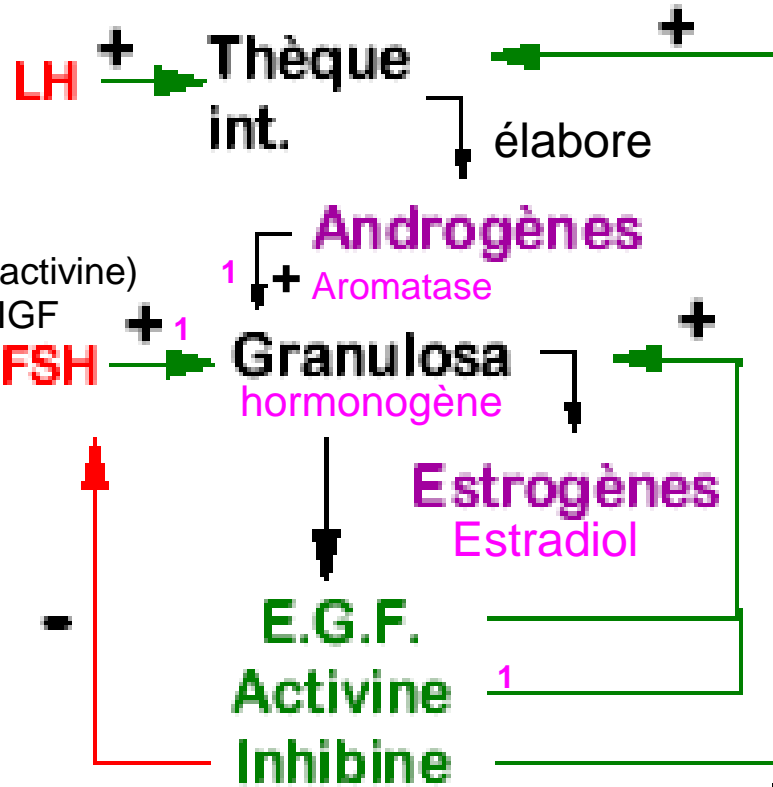 + +
LH Thèque
int.
élabore
Androgènes
activine) 1 + Aromatase
IGF + 1 +
FSH Granulosa
hormonogène
Estrogènes
Estradiol
- E.G.F.
Activine 1
Inhibine